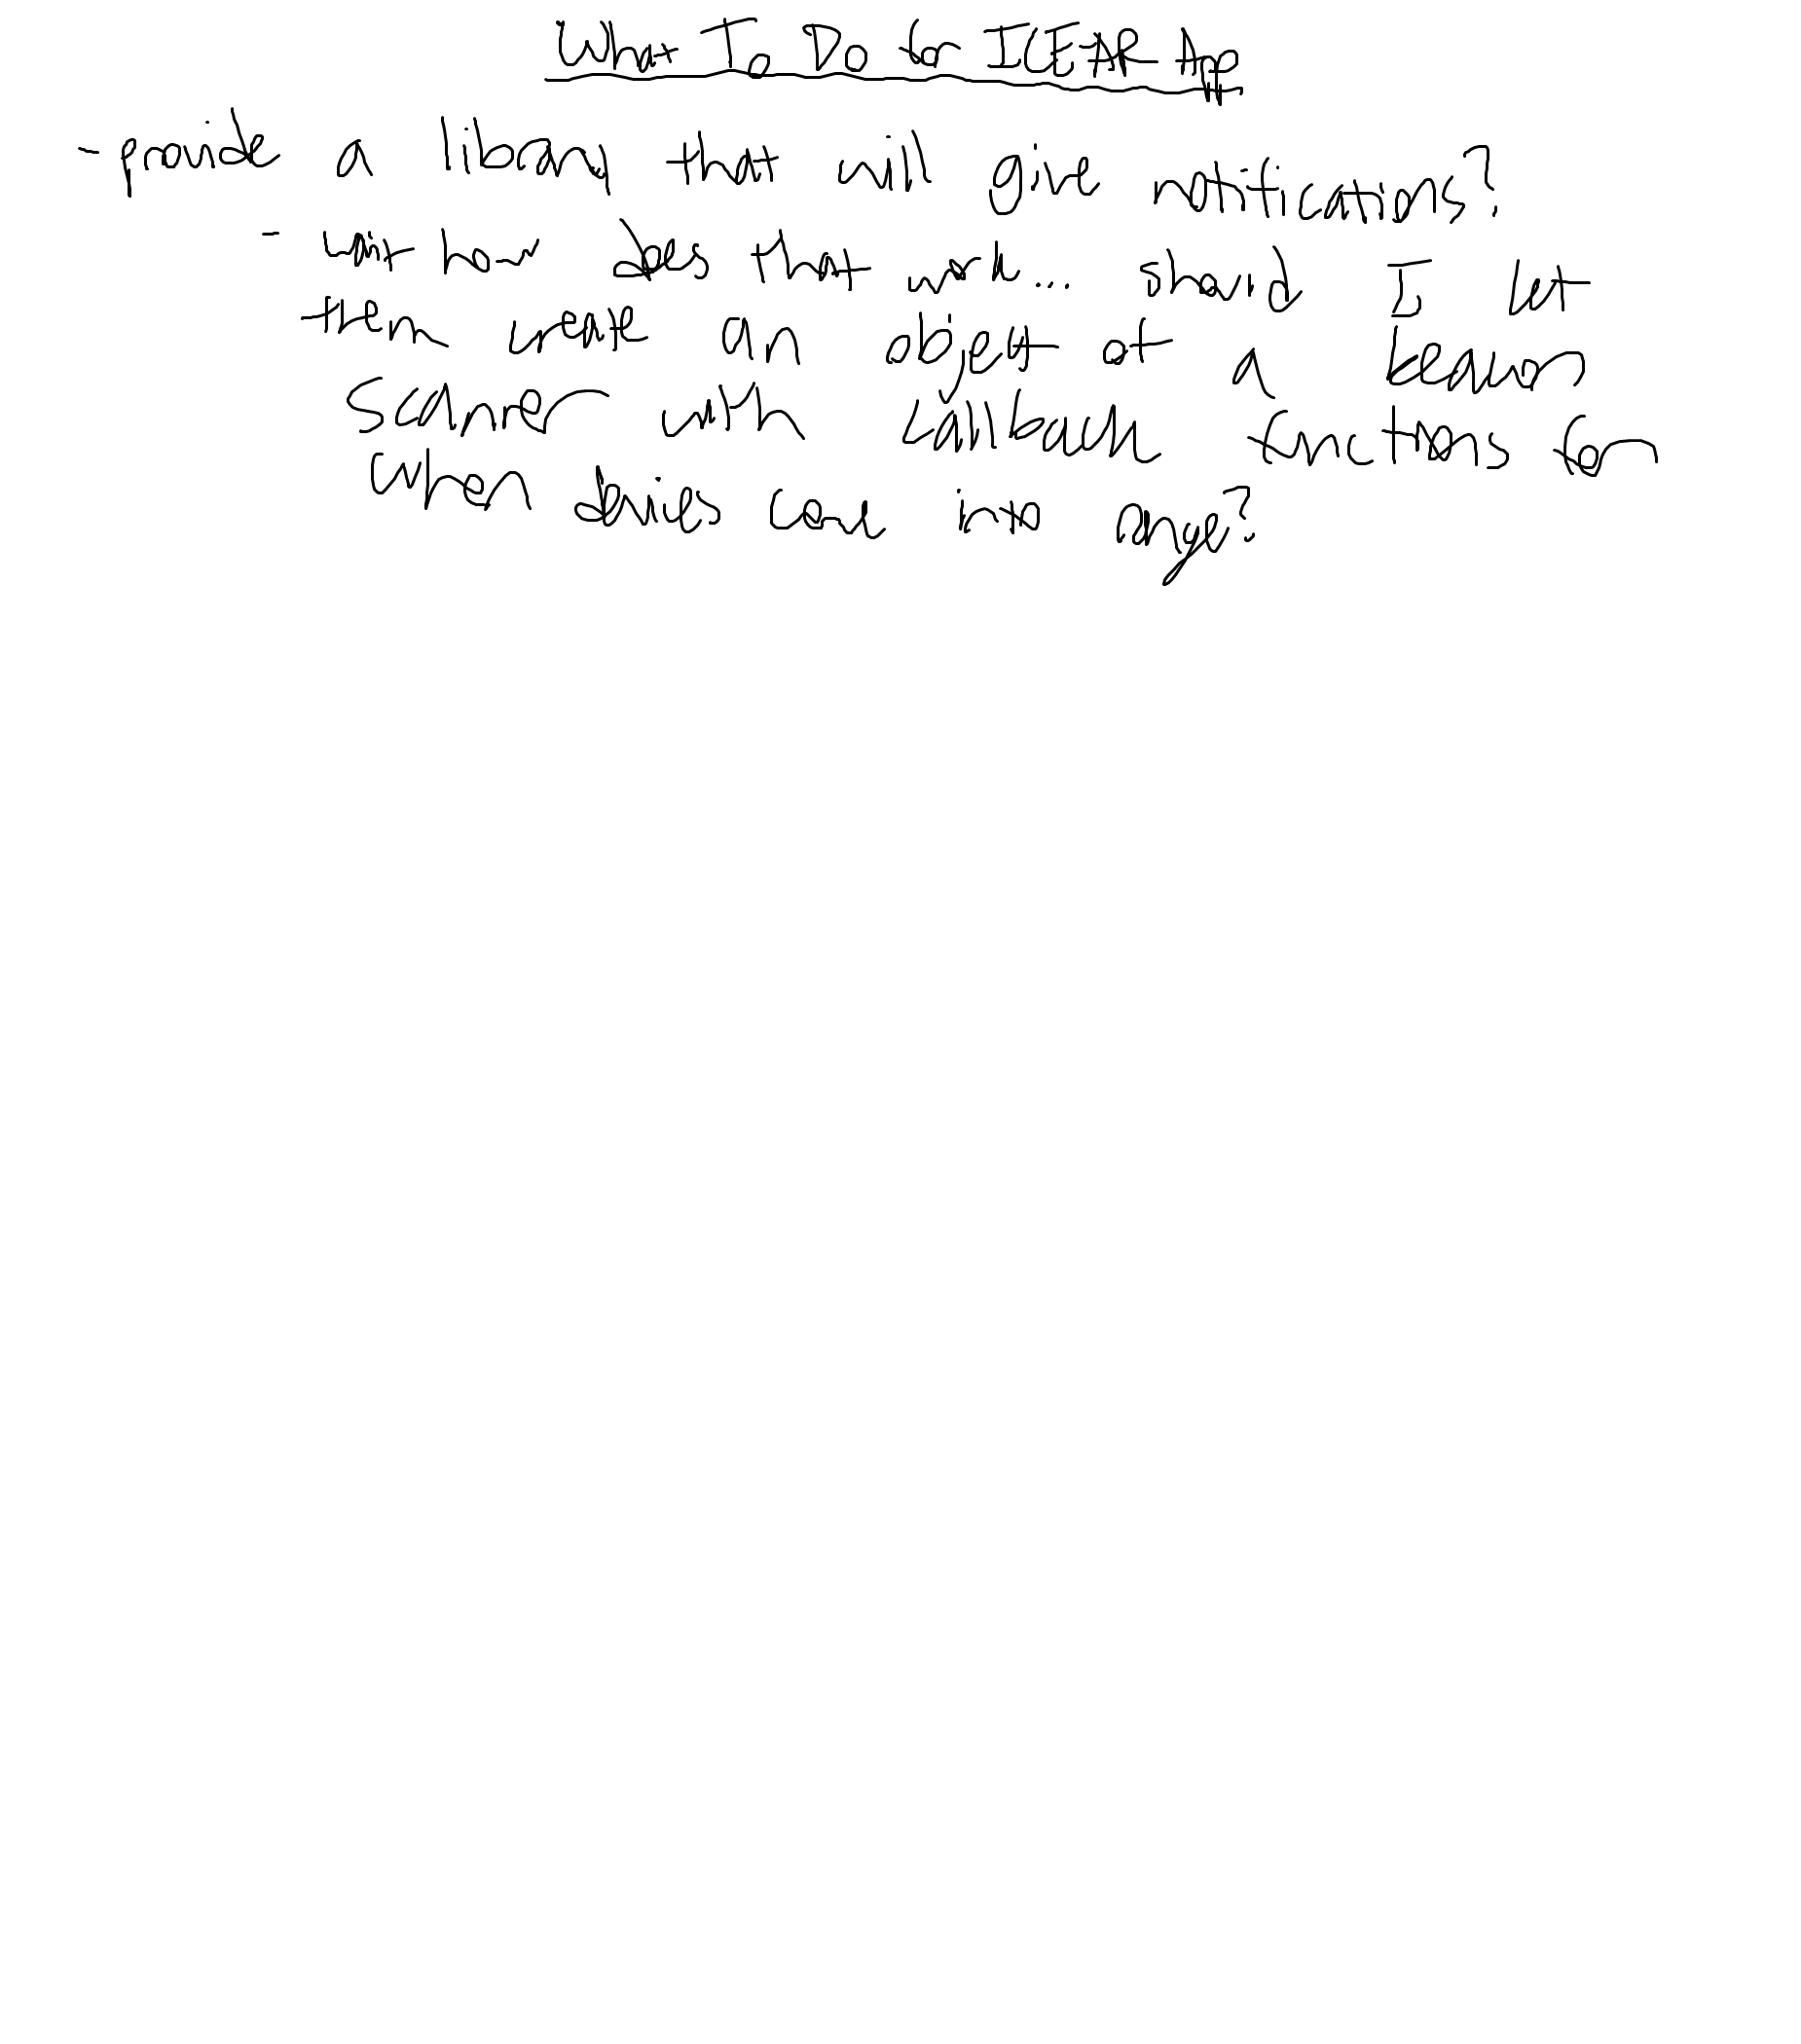 What To Do for ICEAR App
- provide a library that will give notifications?
- wait how does that work... should I let
them create an object of a beacons
scanner with callback functions for
when devices come into range?